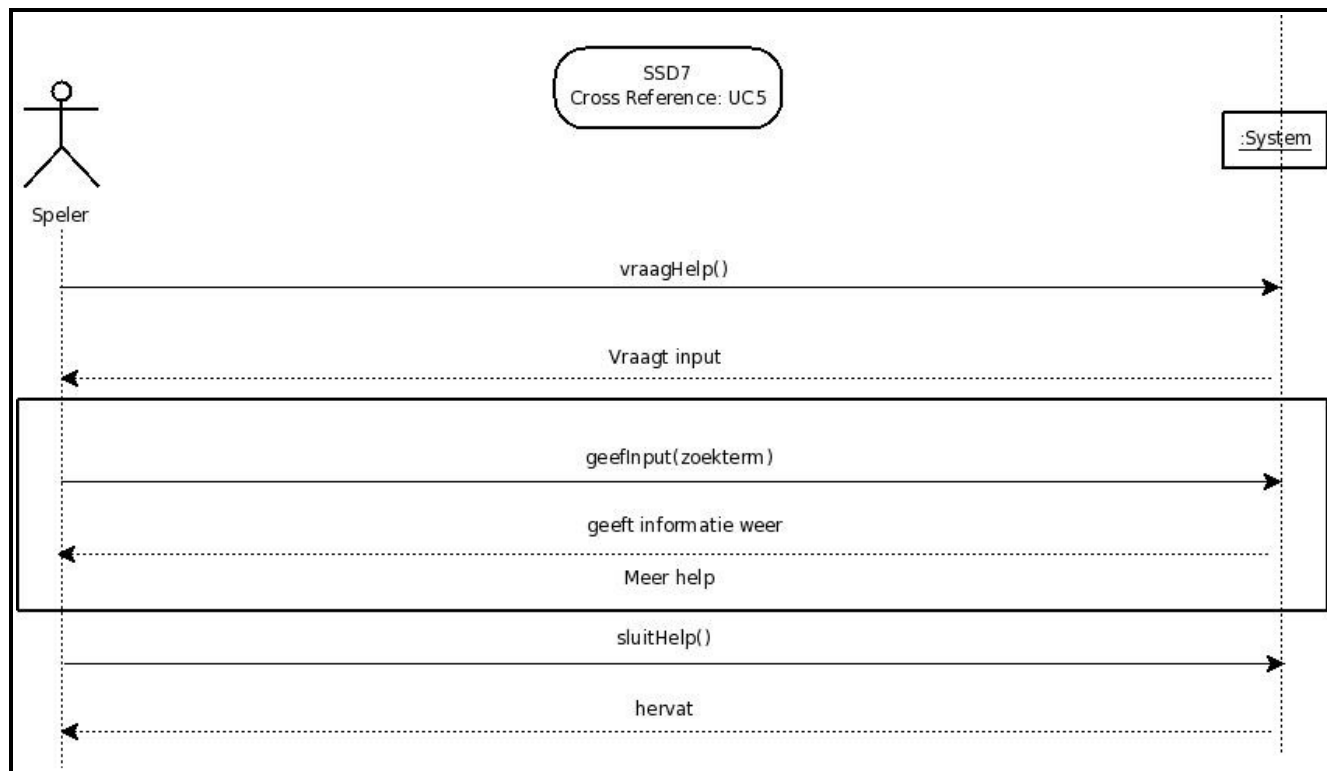 SSD7
Cross Reference: UC5
:System
Speler
vraagHelp()
Vraagt input
geefInput(zoekterm)
geeft informatie weer
Meer help
sluitHelp()
hervat